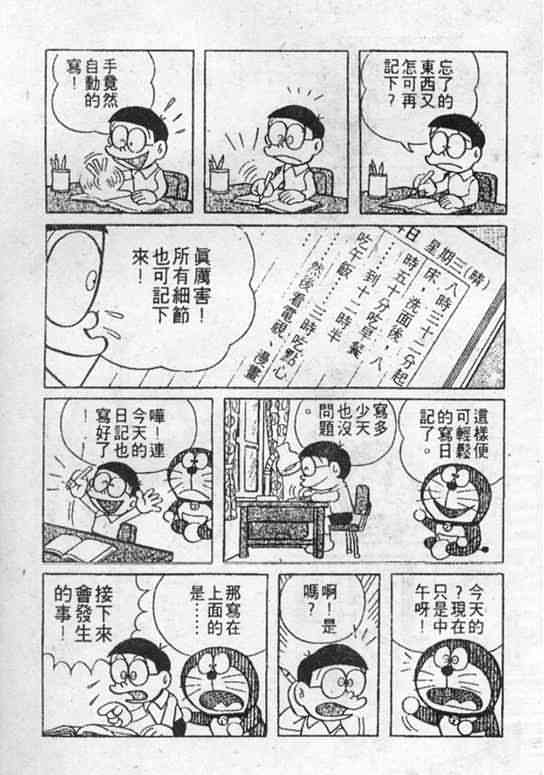 忘了的
東西又
怎可再
記下？
手竟然
自動的
寫！
日 星期三(晴)
八時三十二分起
床，洗面後，八
時五十分吃早餐
……到十二時半
吃午飯……三時吃點心
……然後看電視、漫畫
眞厲害！
所有細節
也可記下
來！
這樣便
可輕鬆
的寫日
記了。
寫多
少天
也沒
問題
。
嘩！連
今天的
日記也
寫好了
！
今天的
？現在
只是中
午呀！
啊！是
嗎？
那寫在
上面的
是……
接下來
會發生
的事！